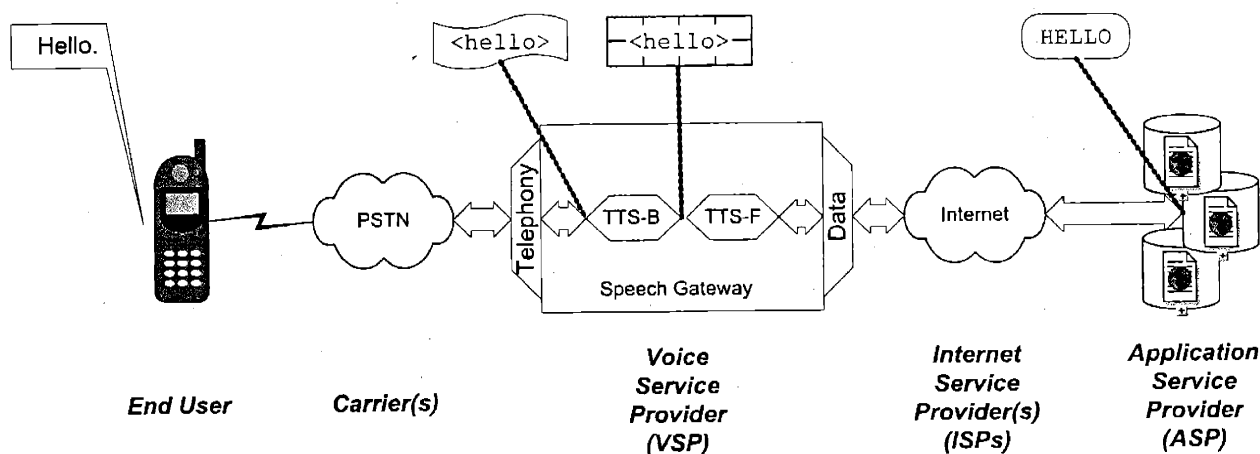 Hello.
<hello>
<hello>
HELLO
PSTN
Telephony
TTS-B
TTS-F
Data
Internet
Speech Gateway
End User
Carrier(s)
Voice
Service
Provider
(VSP)
Internet
Service
Provider(s)
(ISPs)
Application
Service
Provider
(ASP)